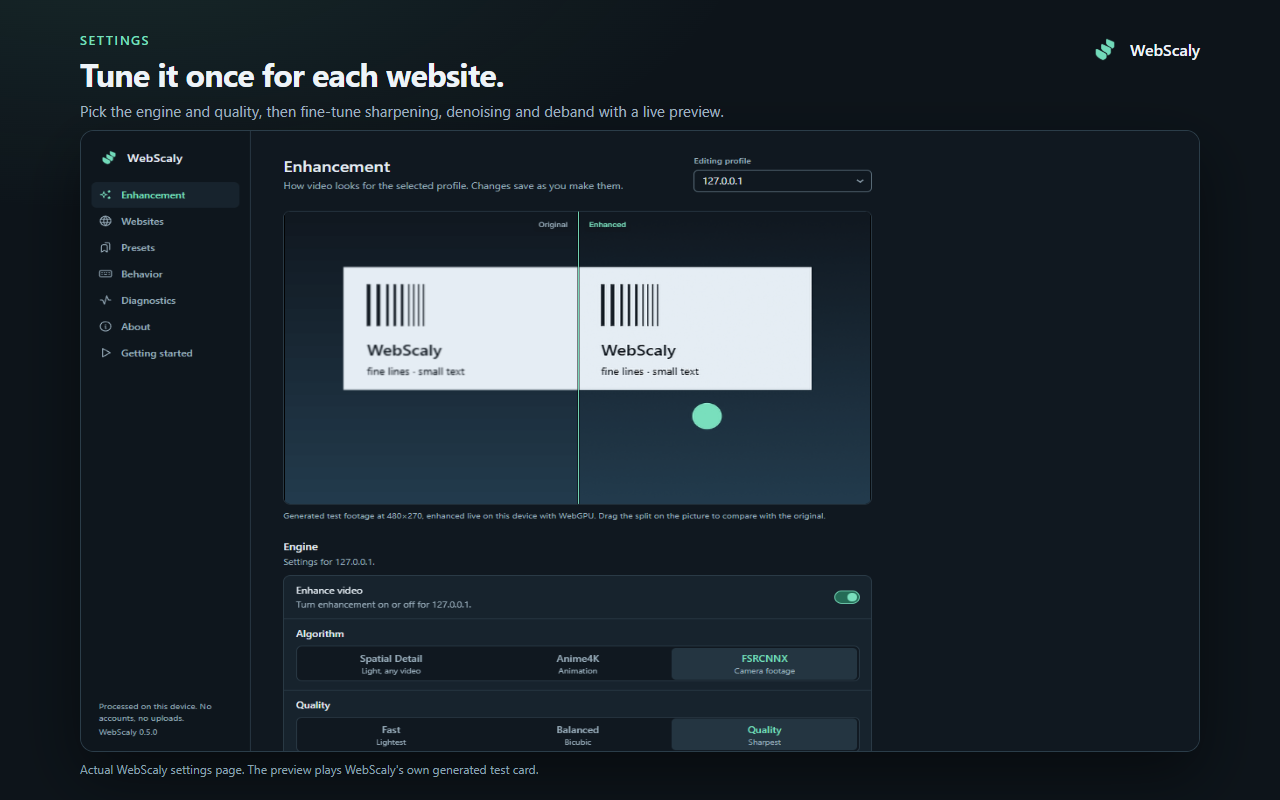 SETTINGS
WebScaly
Tune it once for each website.
Pick the engine and quality, then fine-tune sharpening, denoising and deband with a live preview.
WebScaly
Enhancement
Websites
Presets
Behavior
Diagnostics
About
Getting started
Processed on this device. No
accounts, no uploads.
WebScaly 0.5.0
Enhancement
How video looks for the selected profile. Changes save as you make them.
Editing profile
127.0.0.1
Original
Enhanced
WebScaly
fine lines - small text
WebScaly
fine lines - small text
Generated test footage at 480×270, enhanced live on this device with WebGPU. Drag the split on the picture to compare with the original.
Engine
Settings for 127.0.0.1.
Enhance video
Turn enhancement on or off for 127.0.0.1.
Algorithm
Spatial Detail
Light, any video
Anime4K
Animation
FSRCNNX
Camera footage
Quality
Fast
Lightest
Balanced
Bicubic
Quality
Sharpest
Actual WebScaly settings page. The preview plays WebScaly's own generated test card.